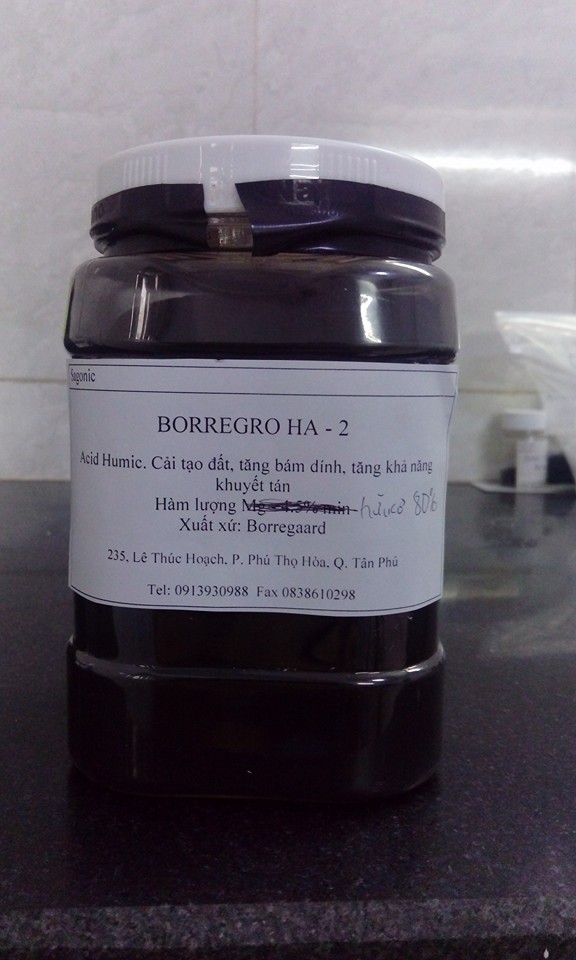 Sagonic
BORREGRO HA - 2
Acid Humic. Cải tạo đất, tăng bám dính, tăng khả năng
khuyết tán
Hàm lượng Mg 4.5% min hữu cơ 80%
Xuất xứ: Borregaard
235, Lê Thúc Hoạch, P. Phú Thọ Hòa, Q. Tân Phú
Tel: 0913930988 Fax 0838610298